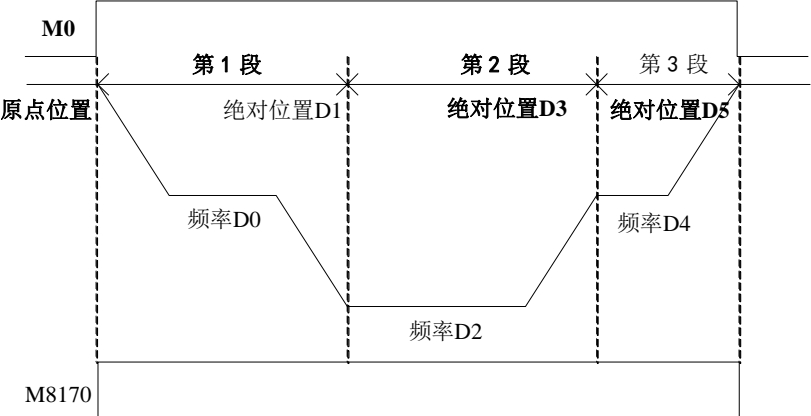 M0
第1段
第2段
第3段
原点位置
绝对位置D1
绝对位置D3
绝对位置D5
频率D0
频率D4
频率D2
M8170